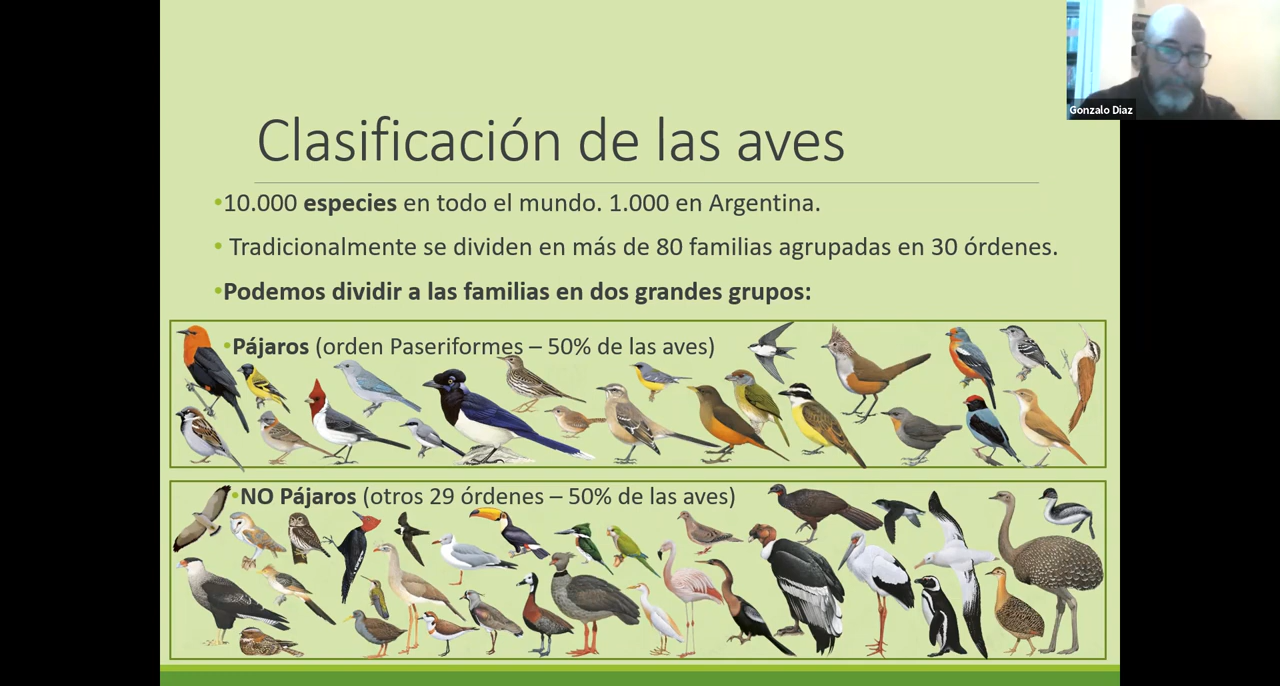 Gonzalo Diaz
Clasificación de las aves
•10.000 especies en todo el mundo. 1.000 en Argentina.
• Tradicionalmente se dividen en más de 80 familias agrupadas en 30 órdenes.
•Podemos dividir a las familias en dos grandes grupos:
•Pájaros (orden Paseriformes – 50% de las aves)
•NO Pájaros (otros 29 órdenes – 50% de las aves)